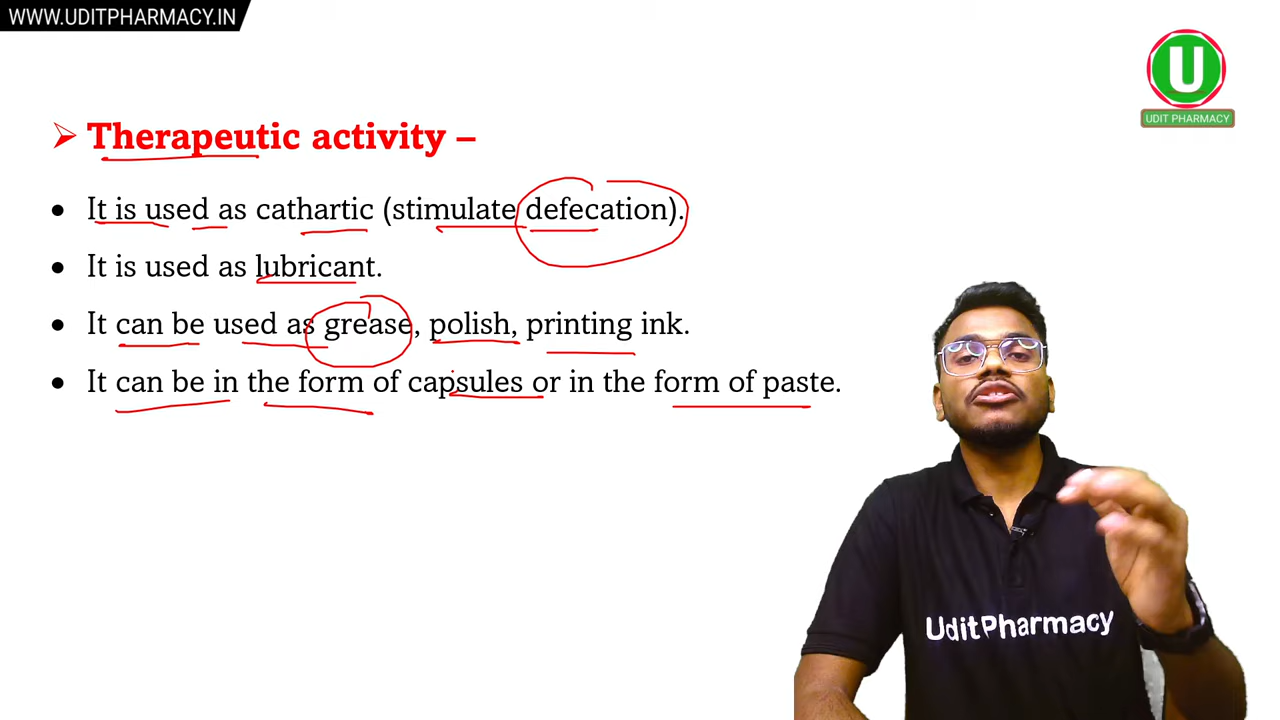 WWW.UDITPHARMACY.IN
U
UDIT PHARMACY
➢ Therapeutic activity –
• It is used as cathartic (stimulate defecation).
• It is used as lubricant.
• It can be used as grease, polish, printing ink.
• It can be in the form of capsules or in the form of paste.
UditPharmacy